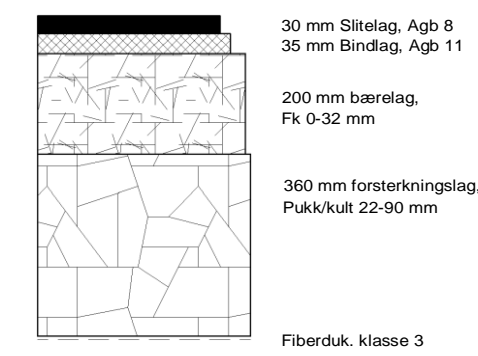 30 mm Slitelag, Agb 8
35 mm Bindlag, Agb 11
200 mm bærelag,
Fk 0-32 mm
360 mm forsterkningslag,
Pukk/kult 22-90 mm
Fiberduk, klasse 3